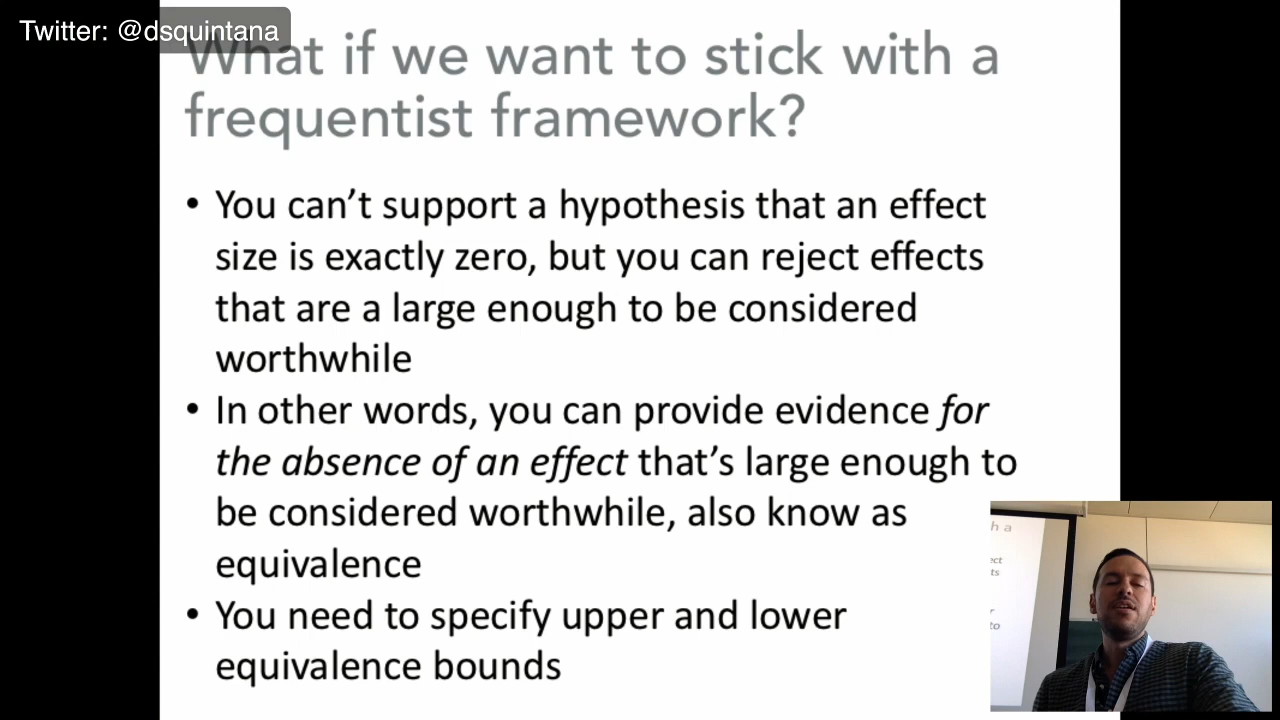 Twitter: @dsquintana
What if we want to stick with a
frequentist framework?
• You can’t support a hypothesis that an effect
size is exactly zero, but you can reject effects
that are a large enough to be considered
worthwhile
• In other words, you can provide evidence for
the absence of an effect that’s large enough to
be considered worthwhile, also know as
equivalence
• You need to specify upper and lower
equivalence bounds
h a
ect
ts
r
to